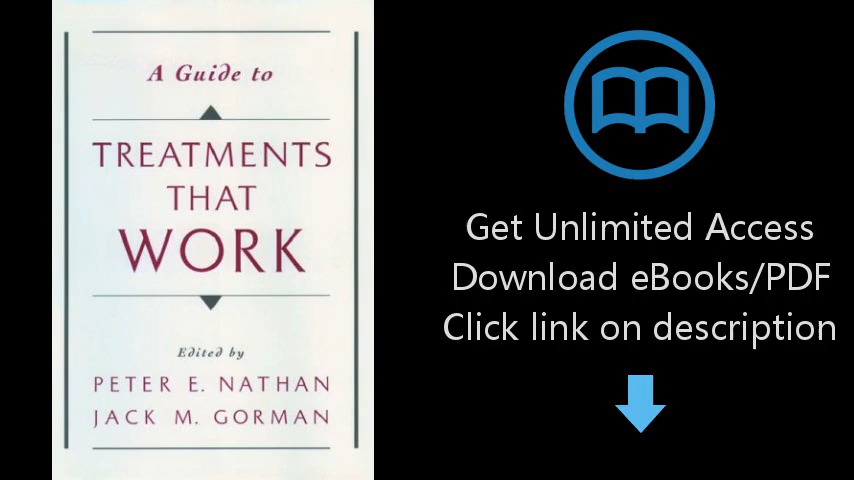 A Guide to
TREATMENTS
THAT
WORK
Edited by
PETER E. NATHAN
JACK M. GORMAN
Get Unlimited Access
Download eBooks/PDF
Click link on description